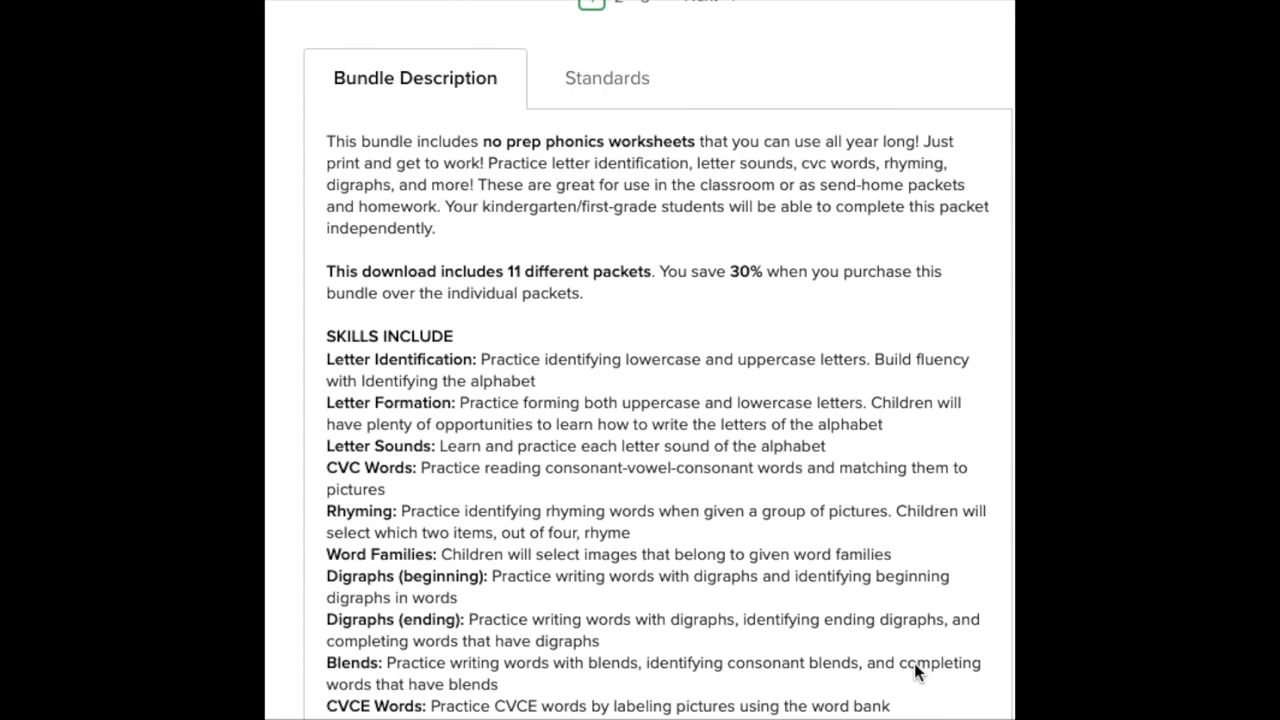 Bundle Description
Standards
This bundle includes no prep phonics worksheets that you can use all year long! Just
print and get to work! Practice letter identification, letter sounds, cvc words, rhyming,
digraphs, and more! These are great for use in the classroom or as send-home packets
and homework. Your kindergarten/first-grade students will be able to complete this packet
independently.
This download includes 11 different packets. You save 30% when you purchase this
bundle over the individual packets.
SKILLS INCLUDE
Letter Identification: Practice identifying lowercase and uppercase letters. Build fluency
with Identifying the alphabet
Letter Formation: Practice forming both uppercase and lowercase letters. Children will
have plenty of opportunities to learn how to write the letters of the alphabet
Letter Sounds: Learn and practice each letter sound of the alphabet
CVC Words: Practice reading consonant-vowel-consonant words and matching them to
pictures
Rhyming: Practice identifying rhyming words when given a group of pictures. Children will
select which two items, out of four, rhyme
Word Families: Children will select images that belong to given word families
Digraphs (beginning): Practice writing words with digraphs and identifying beginning
digraphs in words
Digraphs (ending): Practice writing words with digraphs, identifying ending digraphs, and
completing words that have digraphs
Blends: Practice writing words with blends, identifying consonant blends, and completing
words that have blends
CVCE Words: Practice CVCE words by labeling pictures using the word bank